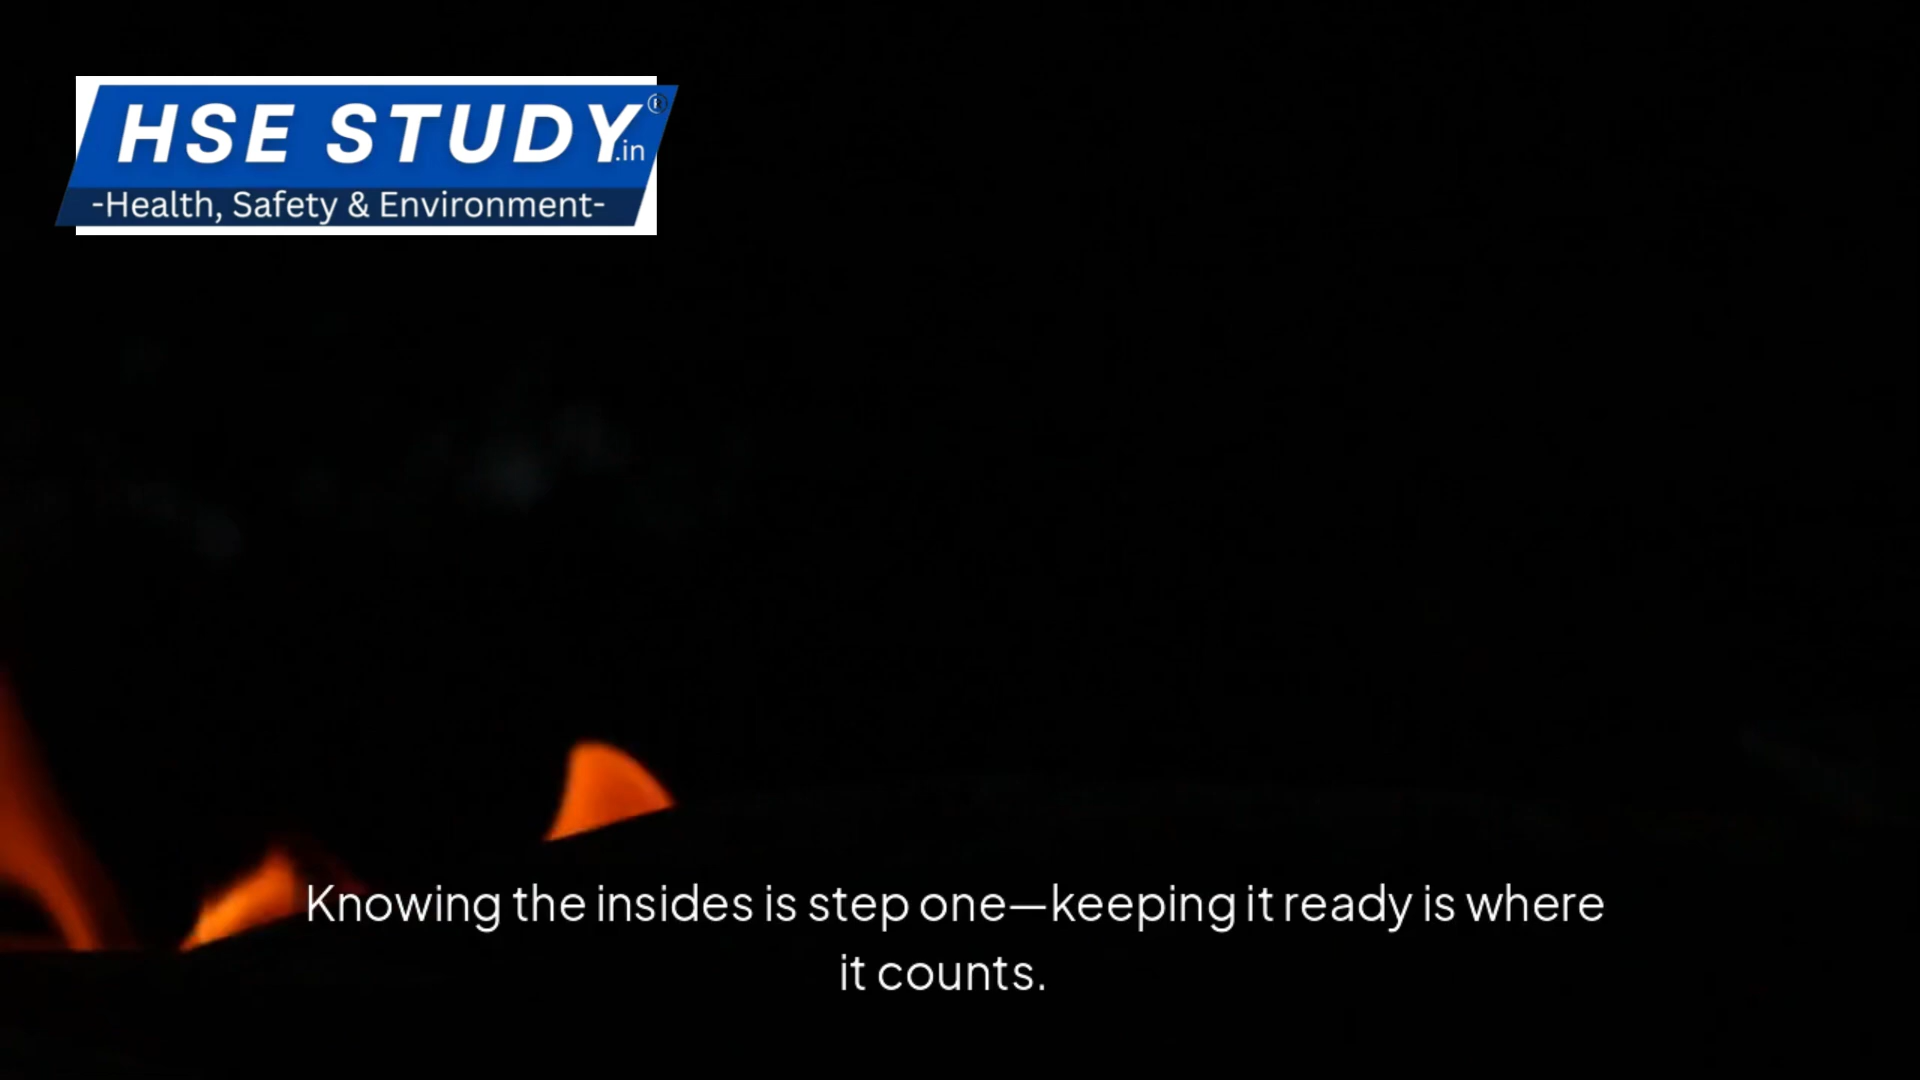 HSE STUDY®
.in
-Health, Safety & Environment-
Knowing the insides is step one—keeping it ready is where
it counts.